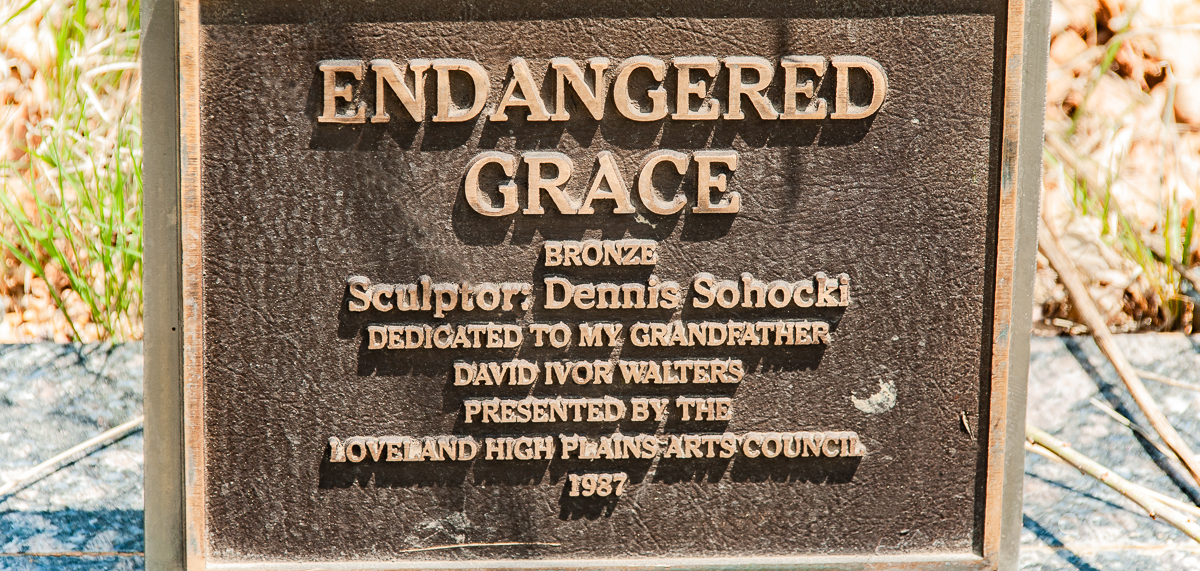 ENDANGERED
GRACE
BRONZE
Sculptor: Dennis Sohocki
DEDICATED TO MY GRANDFATHER
DAVID IVOR WALTERS
PRESENTED BY THE
LOVELAND HIGH PLAINS ARTS COUNCIL
1987